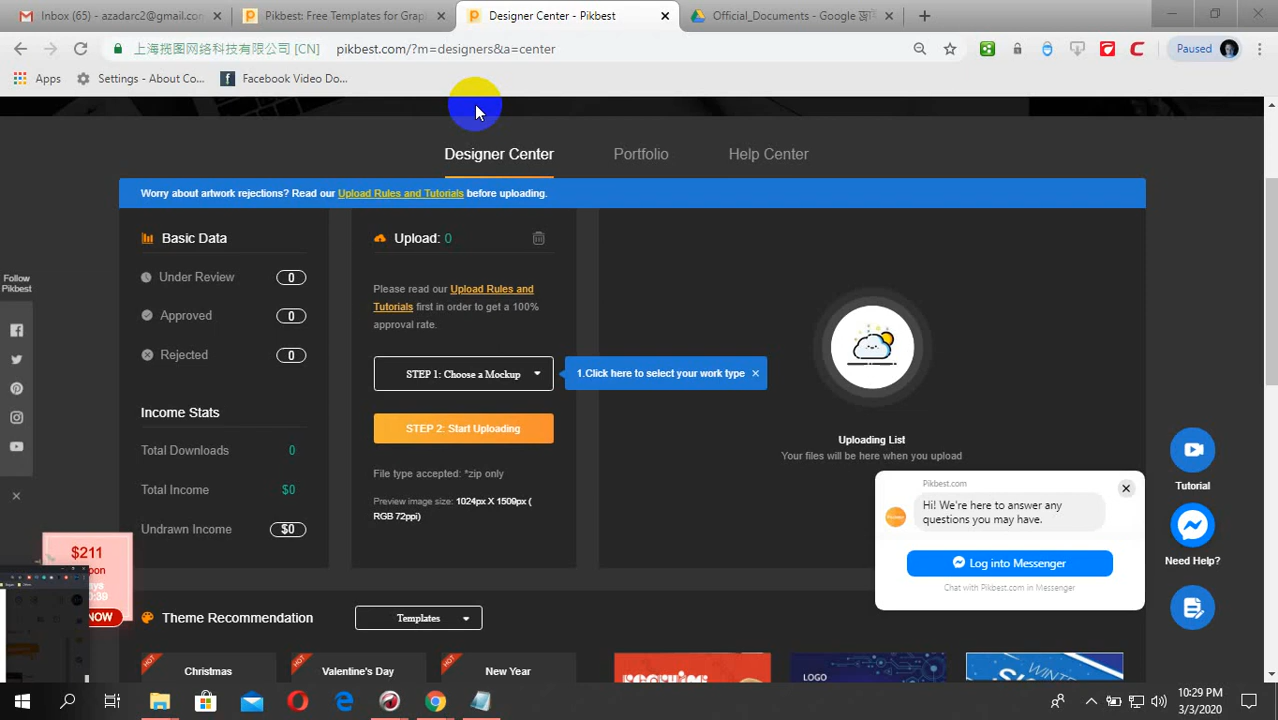 Inbox (65) - azadarc2@gmail.com
Pikbest: Free Templates for Grap
Designer Center - Pikbest
Official_Documents - Google ড্রাই
上海摇图网络科技有限公司 [CN]
pikbest.com/?m=designers&a=center
Paused
Apps
Settings - About Co...
Facebook Video Do...
Designer Center
Portfolio
Help Center
Worry about artwork rejections? Read our Upload Rules and Tutorials before uploading.
Basic Data
Under Review 0
Approved 0
Rejected 0
Income Stats
Total Downloads 0
Total Income $0
Undrawn Income $0
Upload: 0
Please read our Upload Rules and
Tutorials first in order to get a 100%
approval rate.
STEP 1: Choose a Mockup
1.Click here to select your work type
STEP 2: Start Uploading
File type accepted: *zip only
Preview image size: 1024px X 1509px (
RGB 72ppi)
Uploading List
Your files will be here when you upload
Follow
Pikbest
$211
NOW
Pikbest.com
Hi! We're here to answer any
questions you may have.
Log into Messenger
Chat with Pikbest.com in Messenger
Tutorial
Need Help?
Theme Recommendation
Templates
HOT
Christmas
HOT
Valentine's Day
HOT
New Year
LOGO
10:29 PM
3/3/2020